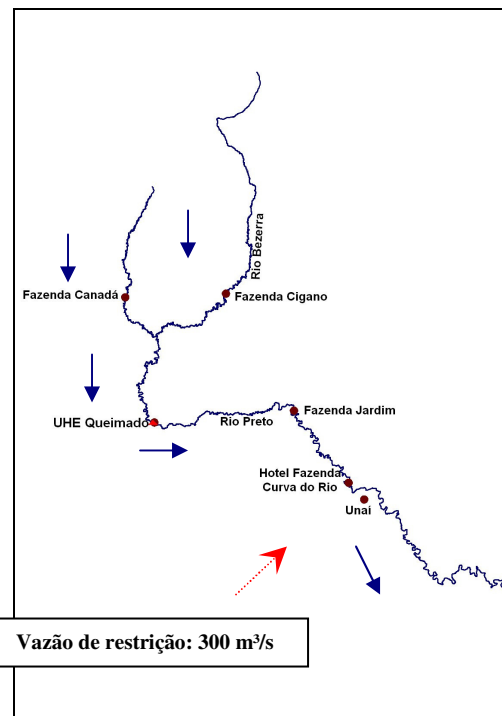 Rio Bezerra
Fazenda Canadá
Fazenda Cigano
Fazenda Jardim
UHE Queimado
Rio Preto
Hotel Fazenda
Curva do Rio
Unaí
Vazão de restrição: 300 m³/s